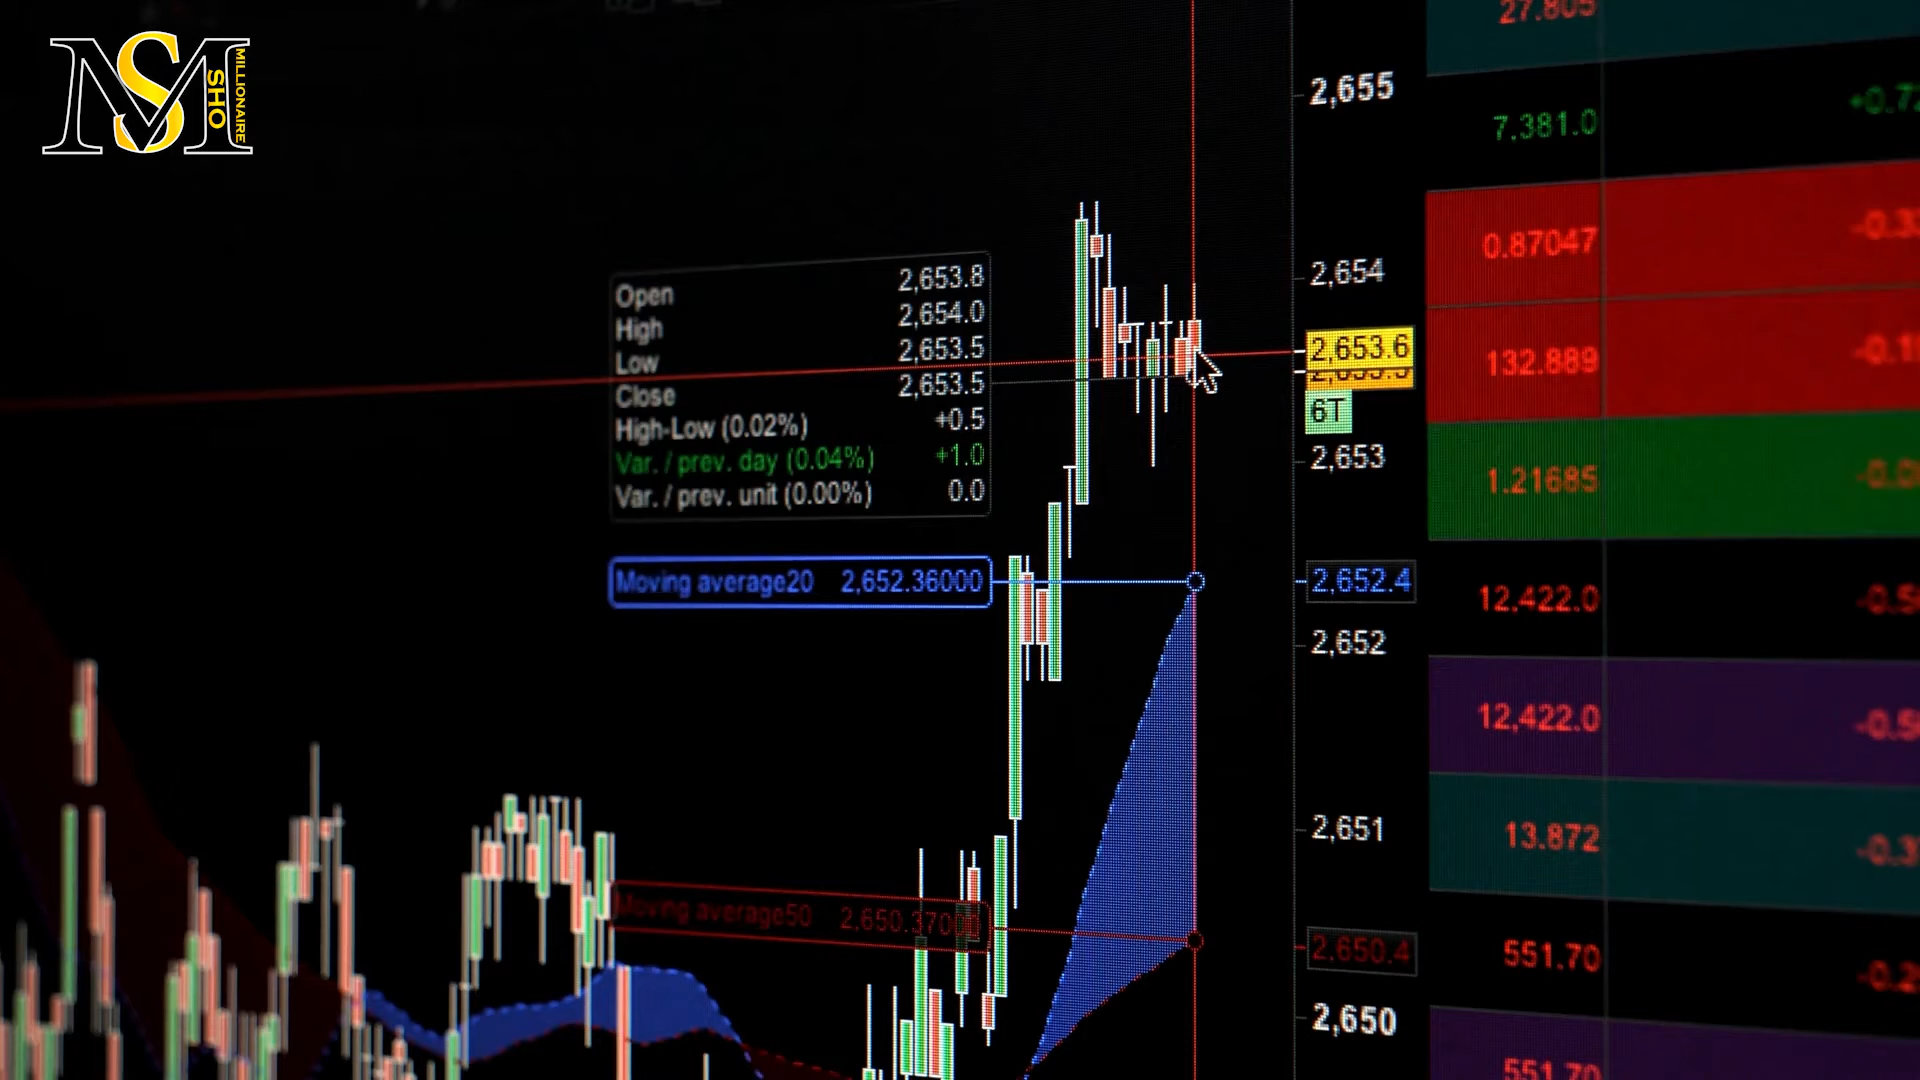 MS
SHO
MILLIONAIRE
Open 2,653.8
High 2,654.0
Low 2,653.5
Close 2,653.5
High-Low (0.02%) +0.5
Var. / prev. day (0.04%) +1.0
Var. / prev. unit (0.00%) 0.0
Moving average20 2,652.36000
Moving average50 2,650.37000
2,655
2,654
2,653.6
6T
2,653
2,652.4
2,652
2,651
2,650.4
2,650
27.805
7.381.0
0.87047
132.889
1.21685
12,422.0
12,422.0
13.872
551.70
551.70